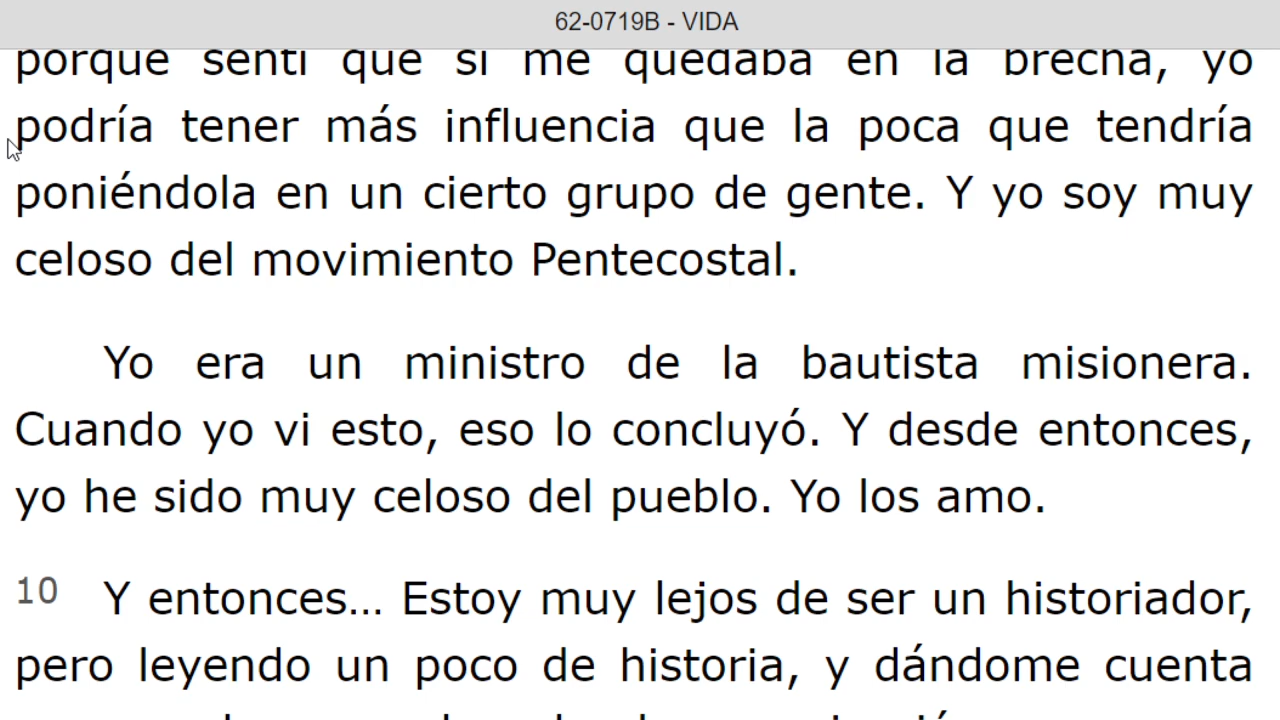 62-0719B - VIDA
porque sentí que si me quedaba en la brecha, yo
podría tener más influencia que la poca que tendría
poniéndola en un cierto grupo de gente. Y yo soy muy
celoso del movimiento Pentecostal.
Yo era un ministro de la bautista misionera.
Cuando yo vi esto, eso lo concluyó. Y desde entonces,
yo he sido muy celoso del pueblo. Yo los amo.
10 Y entonces… Estoy muy lejos de ser un historiador,
pero leyendo un poco de historia, y dándome cuenta